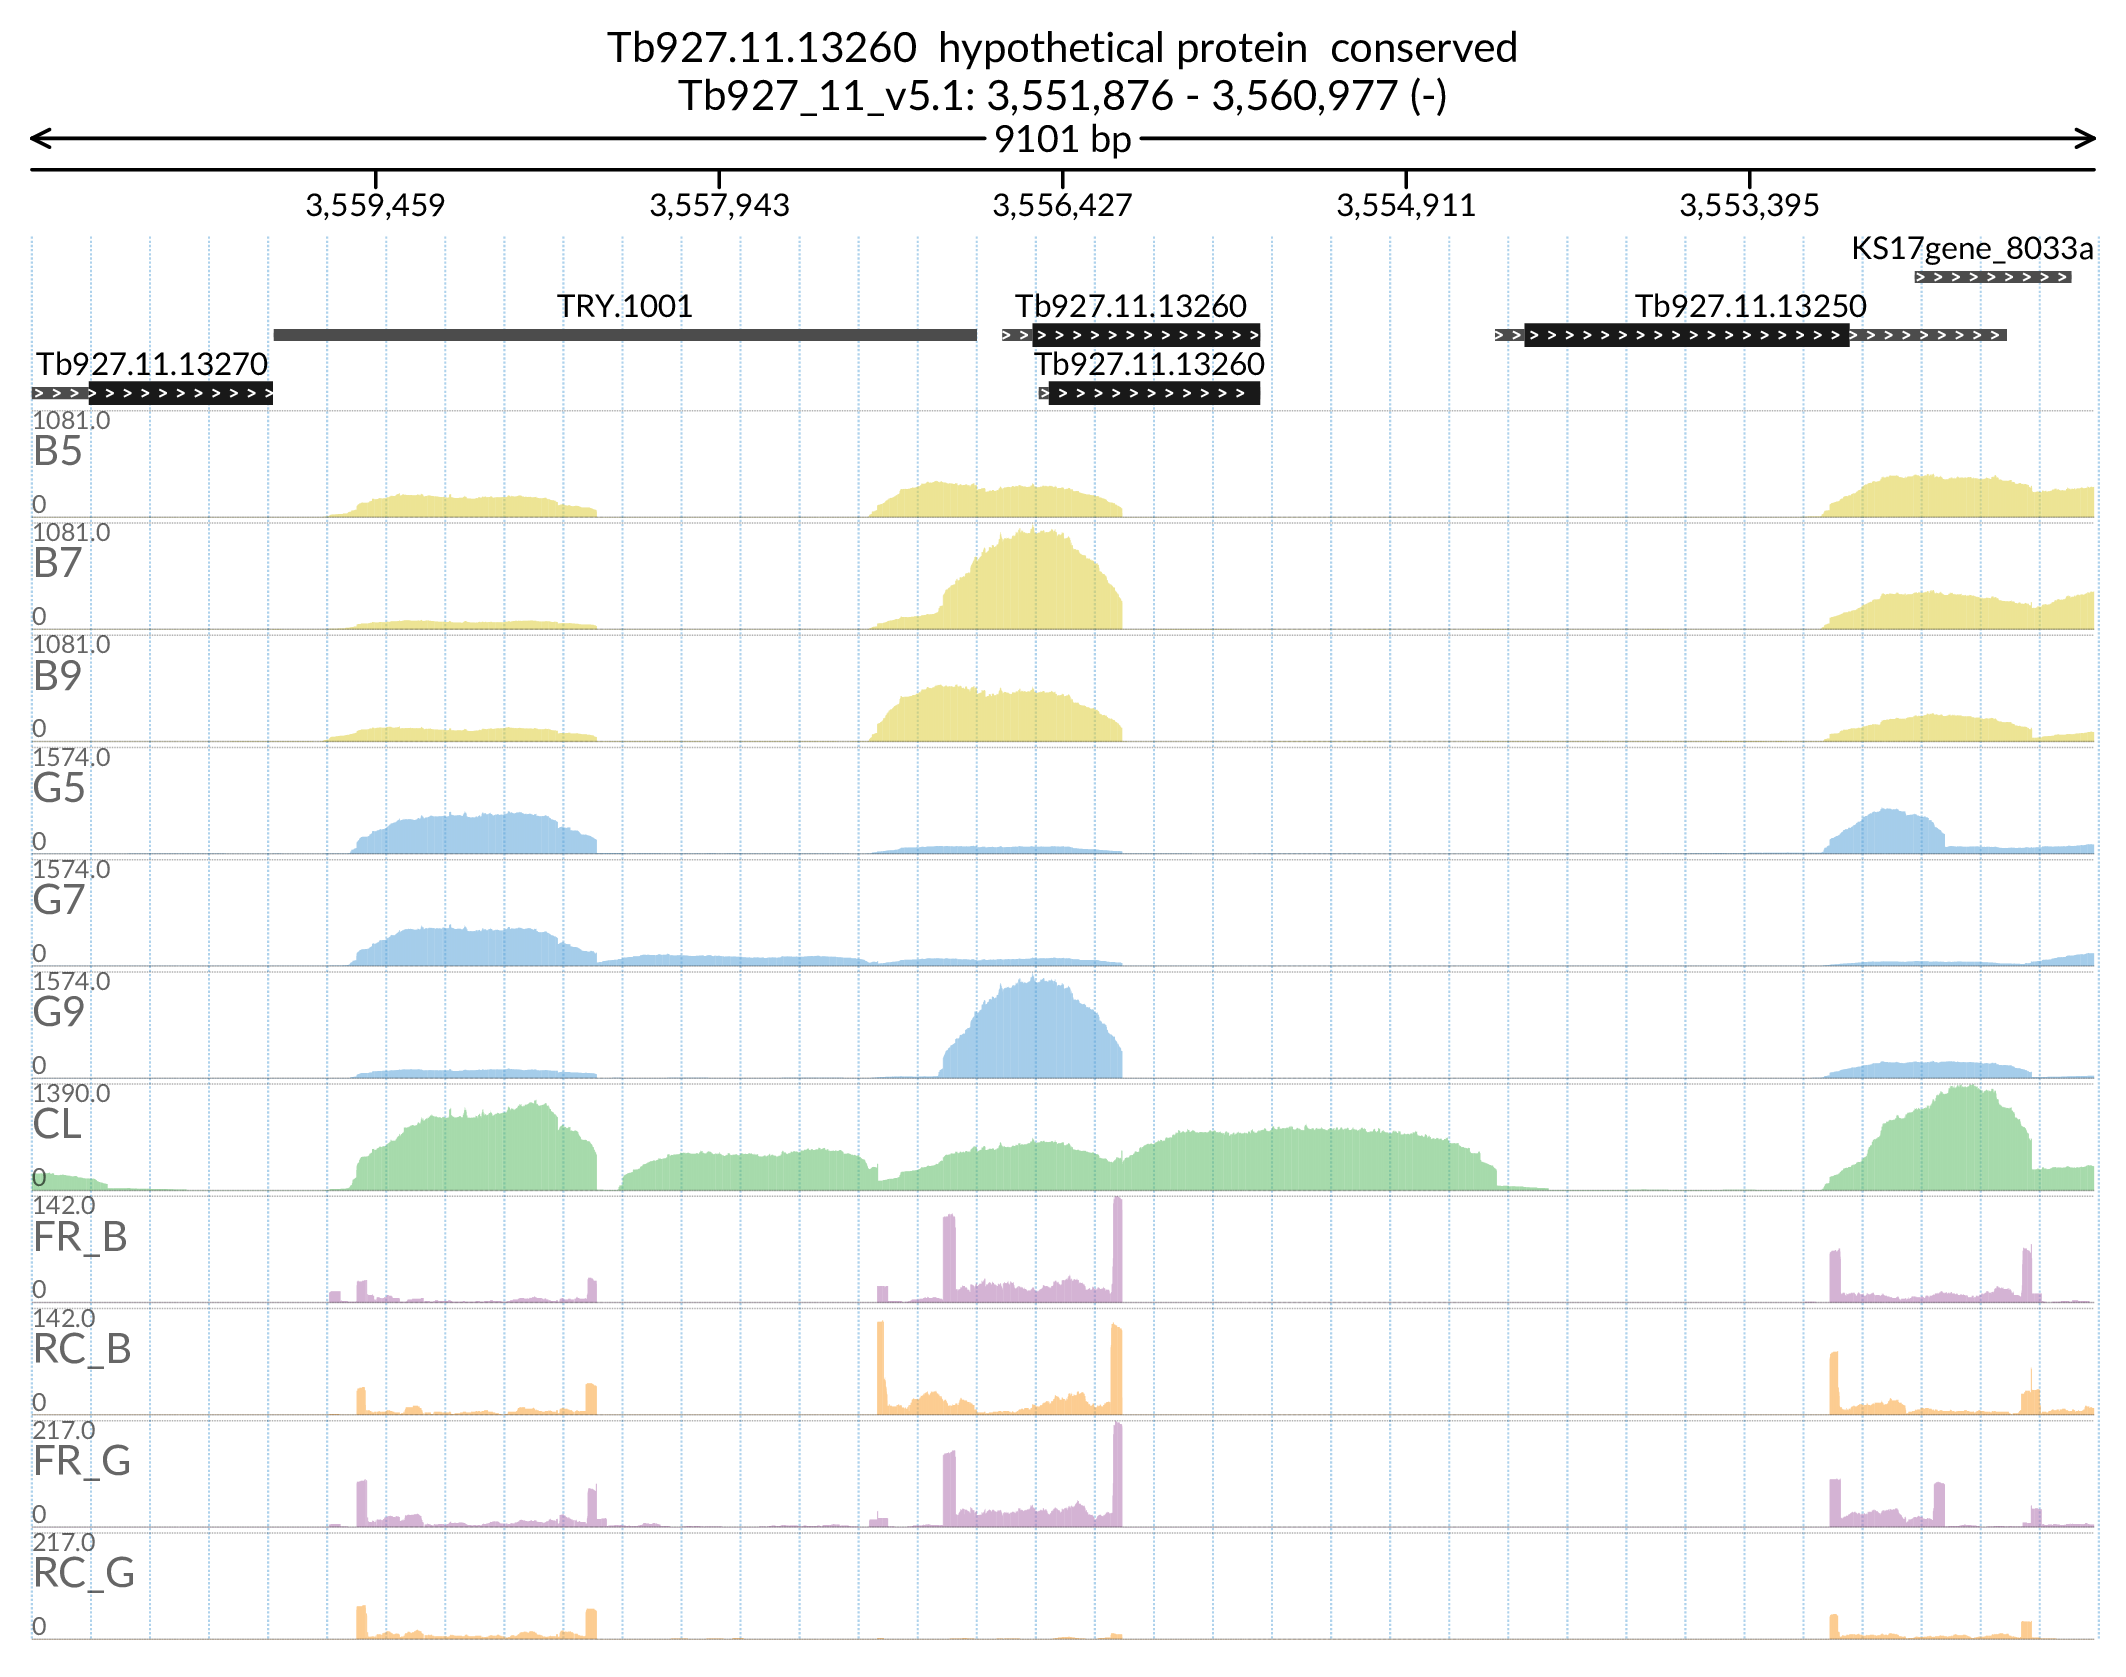 Tb927.11.13260  hypothetical protein  conserved
Tb927_11_v5.1: 3,551,876 - 3,560,977 (-)
9101 bp
3,559,459 3,557,943 3,556,427 3,554,911 3,553,395
KS17gene_8033a
TRY.1001 Tb927.11.13260 Tb927.11.13250
Tb927.11.13270 Tb927.11.13260
1081.0
B5
0
1081.0
B7
0
1081.0
B9
0
1574.0
G5
0
1574.0
G7
0
1574.0
G9
0
1390.0
CL
0
142.0
FR_B
0
142.0
RC_B
0
217.0
FR_G
0
217.0
RC_G
0